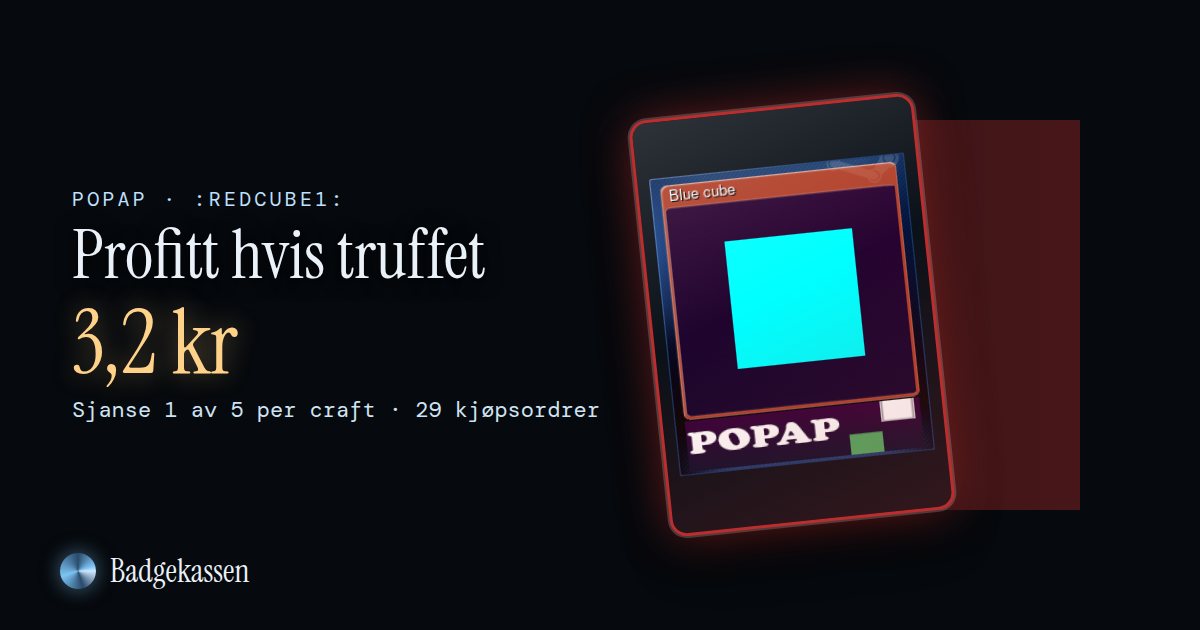 POPAP · :REDCUBE1:
Profitt hvis truffet
3,2 kr
Sjanse 1 av 5 per craft · 29 kjøpsordrer
Blue cube
POPAP
Badgekassen